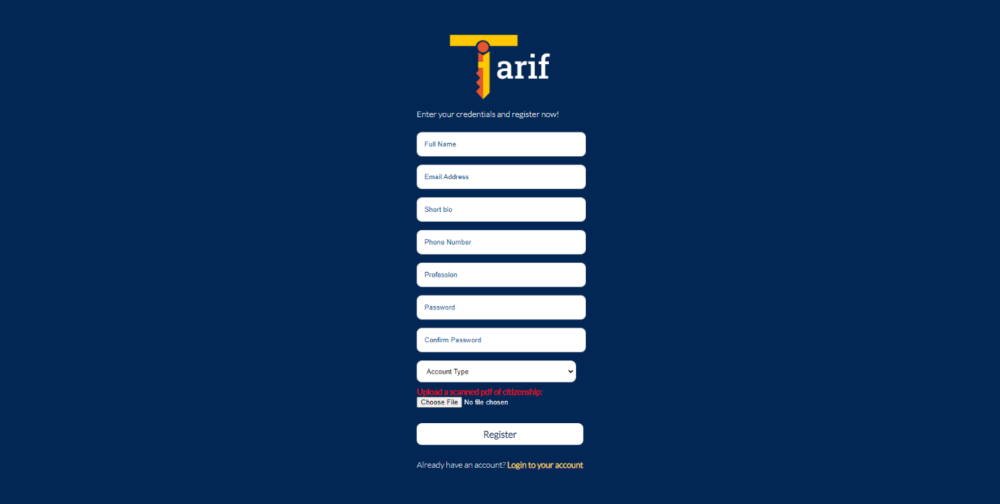 Tarif
Enter your credentials and register now!
Full Name
Email Address
Short bio
Phone Number
Profession
Password
Confirm Password
Account Type
Upload a scanned pdf of citizenship:
Choose File No file chosen
Register
Already have an account? Login to your account